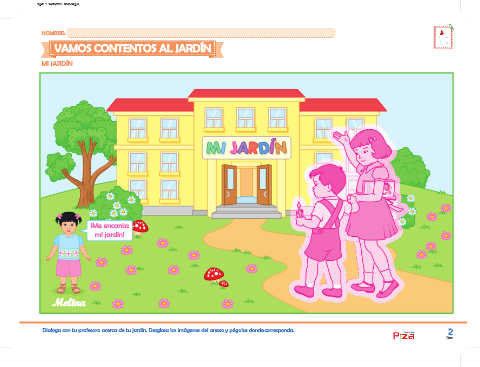 NOMBRE:
VAMOS CONTENTOS AL JARDÍN
MI JARDÍN
MI JARDÍN
¡Me encanta
mi jardín!
Melina
Dialoga con tu profesora acerca de tu jardín. Desglosa las imágenes del anexo y pégalas donde corresponda.
2